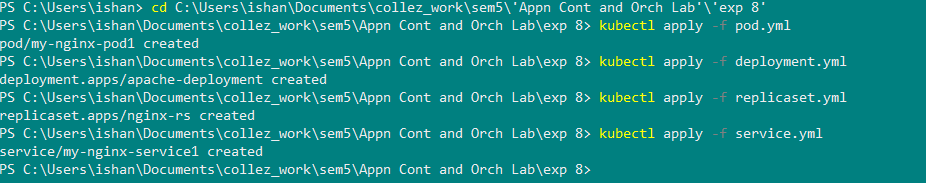 PS C:\Users\ishan> cd C:\Users\ishan\Documents\collez_work\sem5\'Appn Cont and Orch Lab'\'exp 8'
PS C:\Users\ishan\Documents\collez_work\sem5\Appn Cont and Orch Lab\exp 8> kubectl apply -f pod.yml
pod/my-nginx-pod1 created
PS C:\Users\ishan\Documents\collez_work\sem5\Appn Cont and Orch Lab\exp 8> kubectl apply -f deployment.yml
deployment.apps/apache-deployment created
PS C:\Users\ishan\Documents\collez_work\sem5\Appn Cont and Orch Lab\exp 8> kubectl apply -f replicaset.yml
replicaset.apps/nginx-rs created
PS C:\Users\ishan\Documents\collez_work\sem5\Appn Cont and Orch Lab\exp 8> kubectl apply -f service.yml
service/my-nginx-service1 created
PS C:\Users\ishan\Documents\collez_work\sem5\Appn Cont and Orch Lab\exp 8>